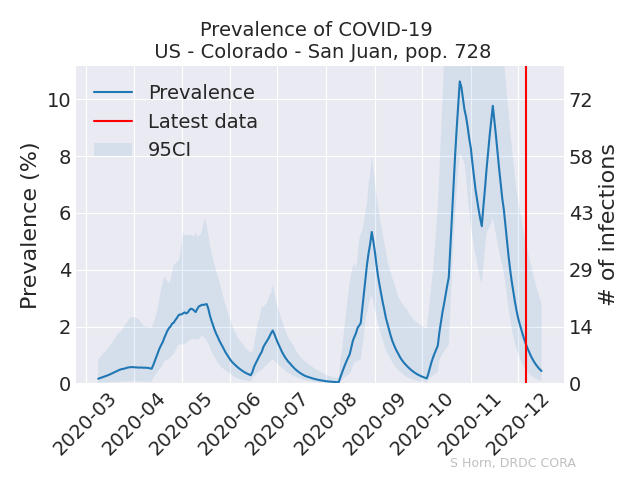 Prevalence of COVID-19
US - Colorado - San Juan, pop. 728
Prevalence
Latest data
95CI
Prevalence (%)
10
8
6
4
2
0
72
58
43
29
14
0
# of infections
2020-03
2020-04
2020-05
2020-06
2020-07
2020-08
2020-09
2020-10
2020-11
2020-12
S Horn, DRDC CORA